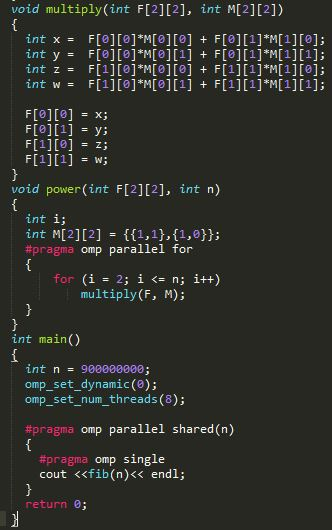 void multiply(int F[2][2], int M[2][2])
{
int x = F[0][0]*M[0][0] + F[0][1]*M[1][0];
int y = F[0][0]*M[0][1] + F[0][1]*M[1][1];
int z = F[1][0]*M[0][0] + F[1][1]*M[1][0];
int w = F[1][0]*M[0][1] + F[1][1]*M[1][1];
F[0][0] = x;
F[0][1] = y;
F[1][0] = z;
F[1][1] = w;
}
void power(int F[2][2], int n)
{
int i;
int M[2][2] = {{1,1},{1,0}};
#pragma omp parallel for
{
for (i = 2; i <= n; i++)
multiply(F, M);
}
}
int main()
{
int n = 900000000;
omp_set_dynamic(0);
omp_set_num_threads(8);
#pragma omp parallel shared(n)
{
#pragma omp single
cout <<fib(n)<< endl;
}
return 0;
}